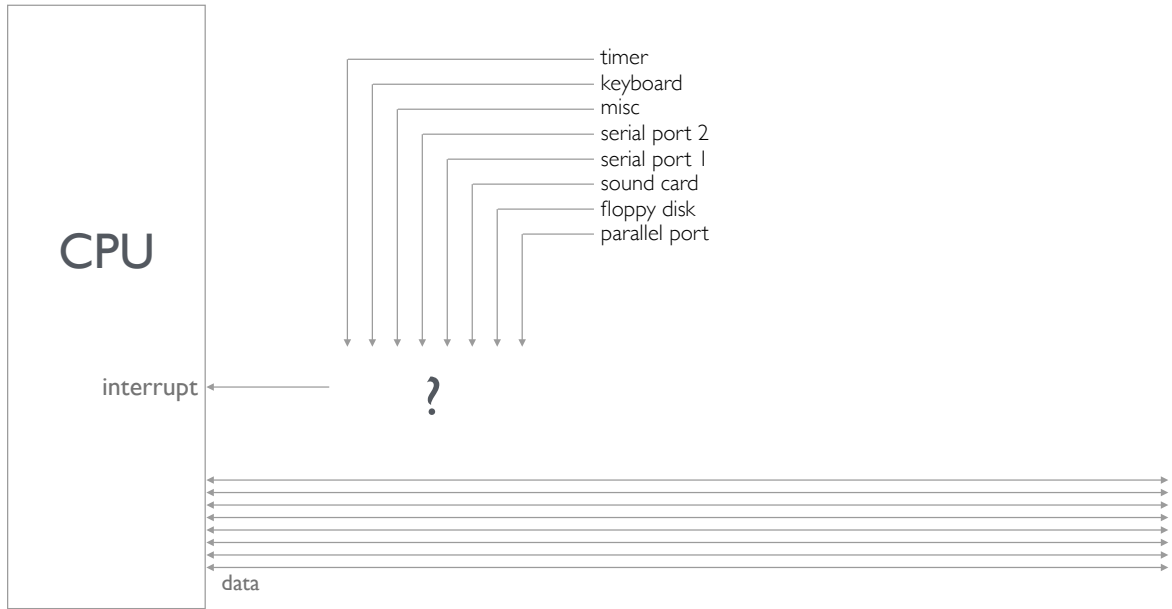 timer
keyboard
misc
serial port 2
serial port 1
sound card
floppy disk
parallel port
CPU
interrupt
?
data